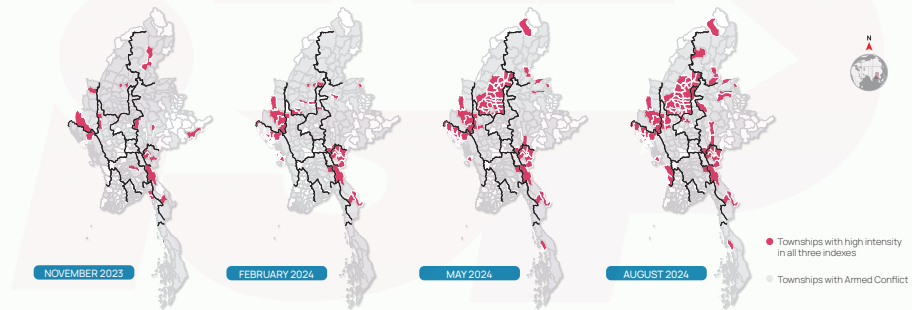 N
NOVEMBER 2023
FEBRUARY 2024
MAY 2024
AUGUST 2024
Townships with high intensity
in all three indexes
Townships with Armed Conflict